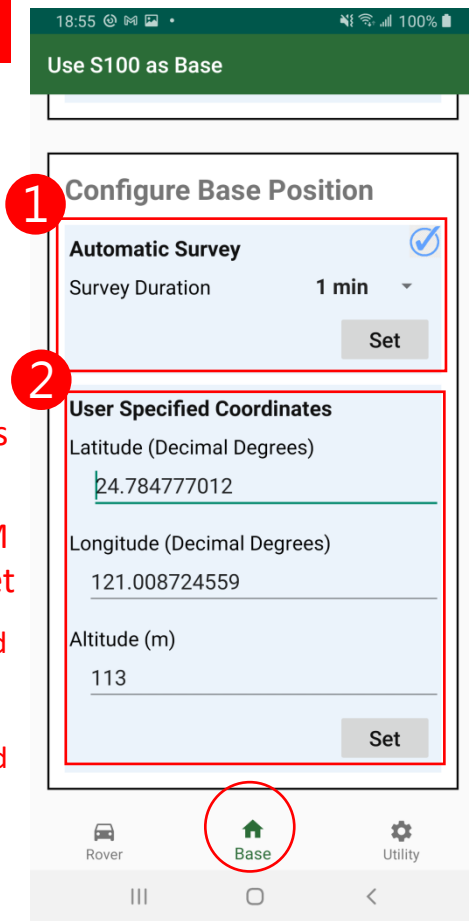 18:55
100%
Use S100 as Base
Configure Base Position
1
Automatic Survey
Survey Duration 1 min
Set
2
User Specified Coordinates
Latitude (Decimal Degrees)
24.784777012
Longitude (Decimal Degrees)
121.008724559
Altitude (m)
113
Set
Rover Base Utility